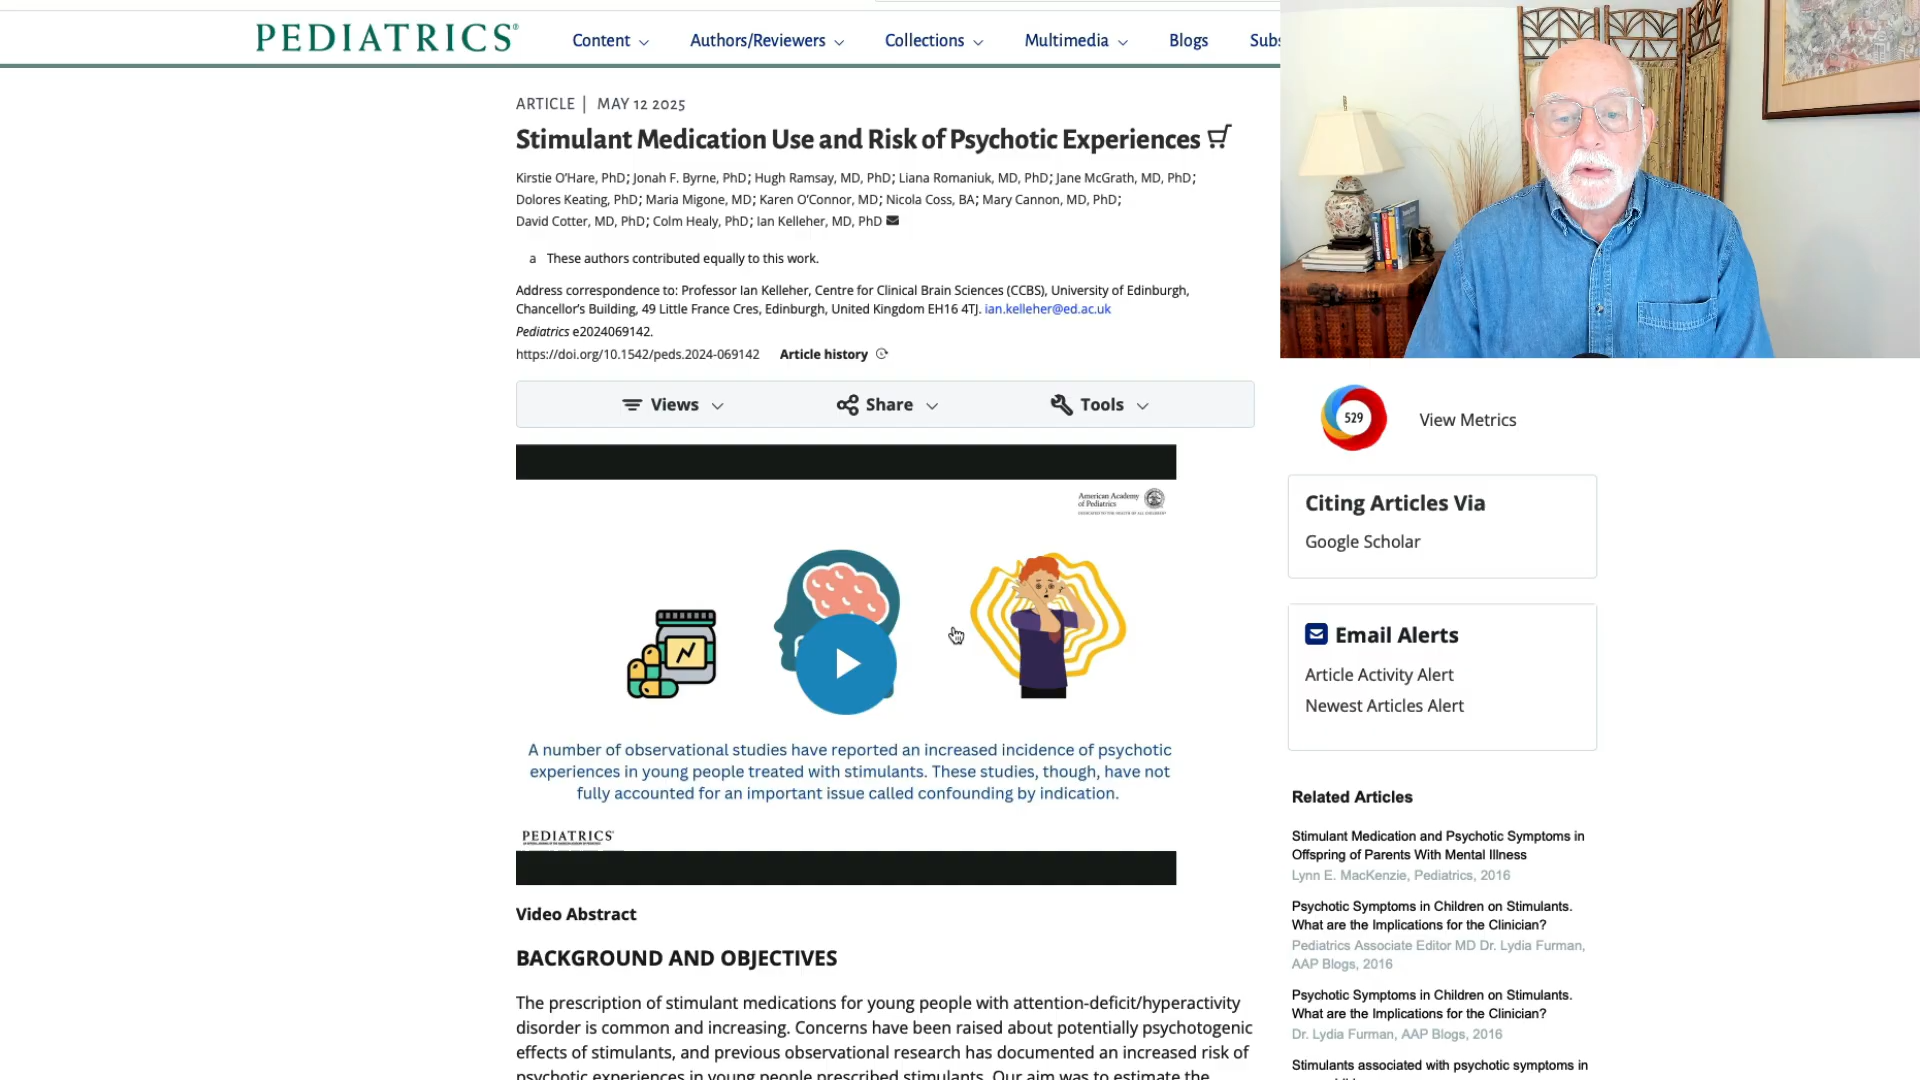 PEDIATRICS®
Content
Authors/Reviewers
Collections
Multimedia
Blogs
Subs
ARTICLE | MAY 12 2025
Stimulant Medication Use and Risk of Psychotic Experiences
Kirstie O'Hare, PhD; Jonah F. Byrne, PhD; Hugh Ramsay, MD, PhD; Liana Romaniuk, MD, PhD; Jane McGrath, MD, PhD;
Dolores Keating, PhD; Maria Migone, MD; Karen O'Connor, MD; Nicola Coss, BA; Mary Cannon, MD, PhD;
David Cotter, MD, PhD; Colm Healy, PhD; Ian Kelleher, MD, PhD
a These authors contributed equally to this work.
Address correspondence to: Professor Ian Kelleher, Centre for Clinical Brain Sciences (CCBS), University of Edinburgh,
Chancellor's Building, 49 Little France Cres, Edinburgh, United Kingdom EH16 4TJ. ian.kelleher@ed.ac.uk
Pediatrics e2024069142.
https://doi.org/10.1542/peds.2024-069142 Article history
Views
Share
Tools
American Academy
of Pediatrics
A number of observational studies have reported an increased incidence of psychotic
experiences in young people treated with stimulants. These studies, though, have not
fully accounted for an important issue called confounding by indication.
PEDIATRICS
Video Abstract
BACKGROUND AND OBJECTIVES
The prescription of stimulant medications for young people with attention-deficit/hyperactivity
disorder is common and increasing. Concerns have been raised about potentially psychotogenic
effects of stimulants, and previous observational research has documented an increased risk of
psychotic experiences in young people prescribed stimulants. Our aim was to estimate the
529
View Metrics
Citing Articles Via
Google Scholar
Email Alerts
Article Activity Alert
Newest Articles Alert
Related Articles
Stimulant Medication and Psychotic Symptoms in
Offspring of Parents With Mental Illness
Lynn E. MacKenzie, Pediatrics, 2016
Psychotic Symptoms in Children on Stimulants.
What are the Implications for the Clinician?
Pediatrics Associate Editor MD Dr. Lydia Furman,
AAP Blogs, 2016
Psychotic Symptoms in Children on Stimulants.
What are the Implications for the Clinician?
Dr. Lydia Furman, AAP Blogs, 2016
Stimulants associated with psychotic symptoms in